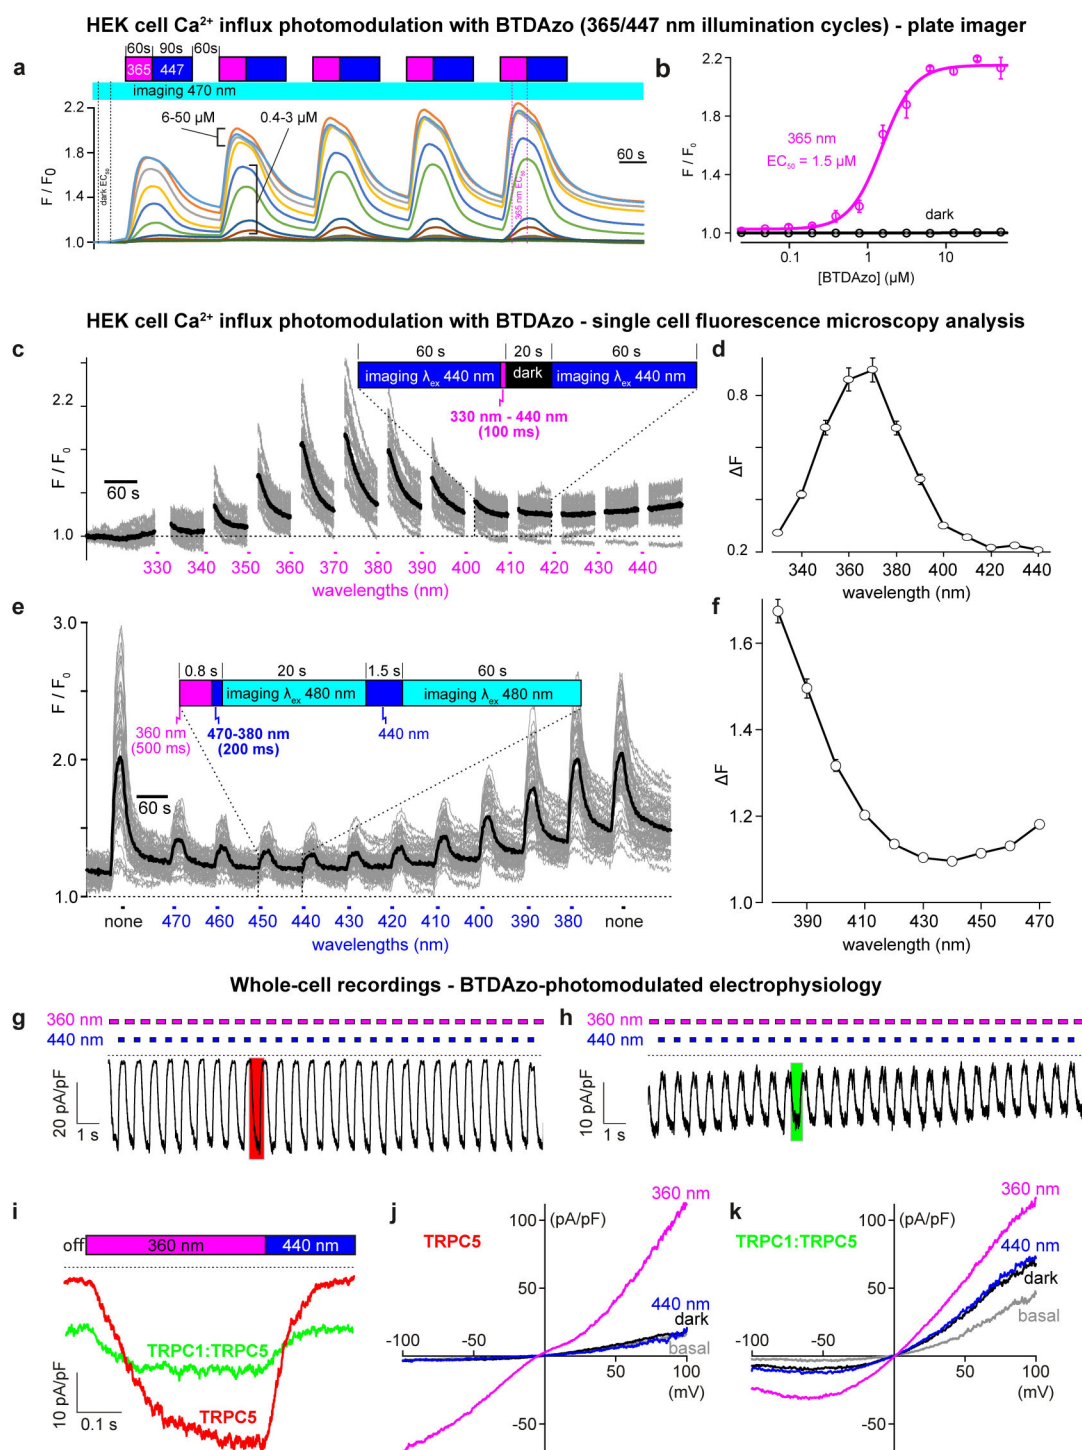 HEK cell Ca²⁺ influx photomodulation with BTDAzo (365/447 nm illumination cycles) - plate imager
a
60s 90s 60s
365 447
imaging 470 nm
2.2
1.8
1.4
1.0
F / F₀
6-50 µM
0.4-3 µM
dark EC₅₀
365 nm EC₅₀
60 s
b
2.2
1.8
1.4
1.0
F / F₀
365 nm
EC₅₀ = 1.5 µM
dark
0.1 1 10
[BTDAzo] (µM)
HEK cell Ca²⁺ influx photomodulation with BTDAzo - single cell fluorescence microscopy analysis
c
60 s 20 s 60 s
imaging λex 440 nm dark imaging λex 440 nm
330 nm - 440 nm
(100 ms)
2.2
1.0
F / F₀
60 s
330 340 350 360 370 380 390 400 410 420 430 440
wavelengths (nm)
d
0.8
0.2
ΔF
340 360 380 400 420 440
wavelength (nm)
e
3.0
2.0
1.0
F / F₀
0.8 s 20 s 1.5 s 60 s
imaging λex 480 nm imaging λex 480 nm
360 nm
(500 ms)
470-380 nm
(200 ms)
440 nm
60 s
none 470 460 450 440 430 420 410 400 390 380 none
wavelengths (nm)
f
1.6
1.4
1.2
1.0
ΔF
390 410 430 450 470
wavelength (nm)
Whole-cell recordings - BTDAzo-photomodulated electrophysiology
g
360 nm
440 nm
20 pA/pF
1 s
h
360 nm
440 nm
10 pA/pF
1 s
i
off 360 nm 440 nm
TRPC1:TRPC5
TRPC5
10 pA/pF
0.1 s
j
TRPC5
360 nm
100 (pA/pF)
50
440 nm
dark
basal
-100 -50
50 100
(mV)
-50
k
TRPC1:TRPC5
360 nm
100 (pA/pF)
440 nm
dark
50
basal
-100 -50
50 100
(mV)
-50